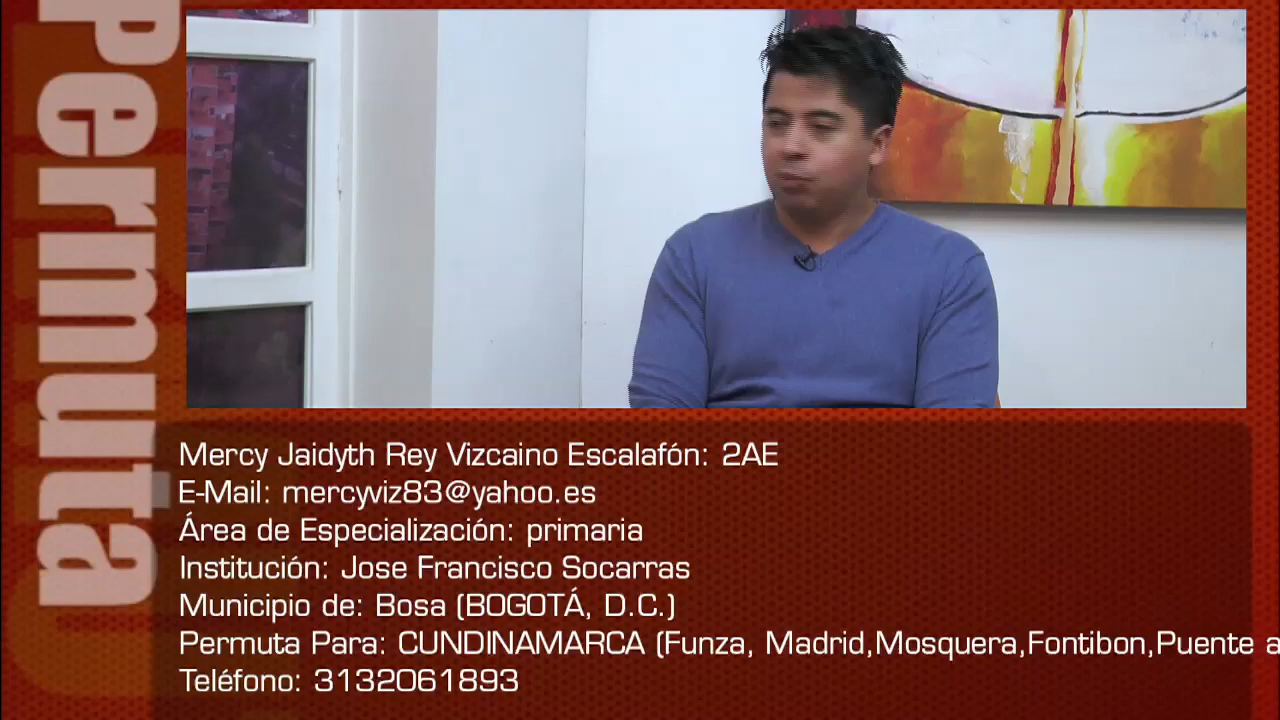 Permuta
Mercy Jaidyth Rey Vizcaino Escalafón: 2AE
E-Mail: mercyviz83@yahoo.es
Área de Especialización: primaria
Institución: Jose Francisco Socarras
Municipio de: Bosa (BOGOTÁ, D.C.)
Permuta Para: CUNDINAMARCA (Funza, Madrid,Mosquera,Fontibon,Puente a
Teléfono: 3132061893